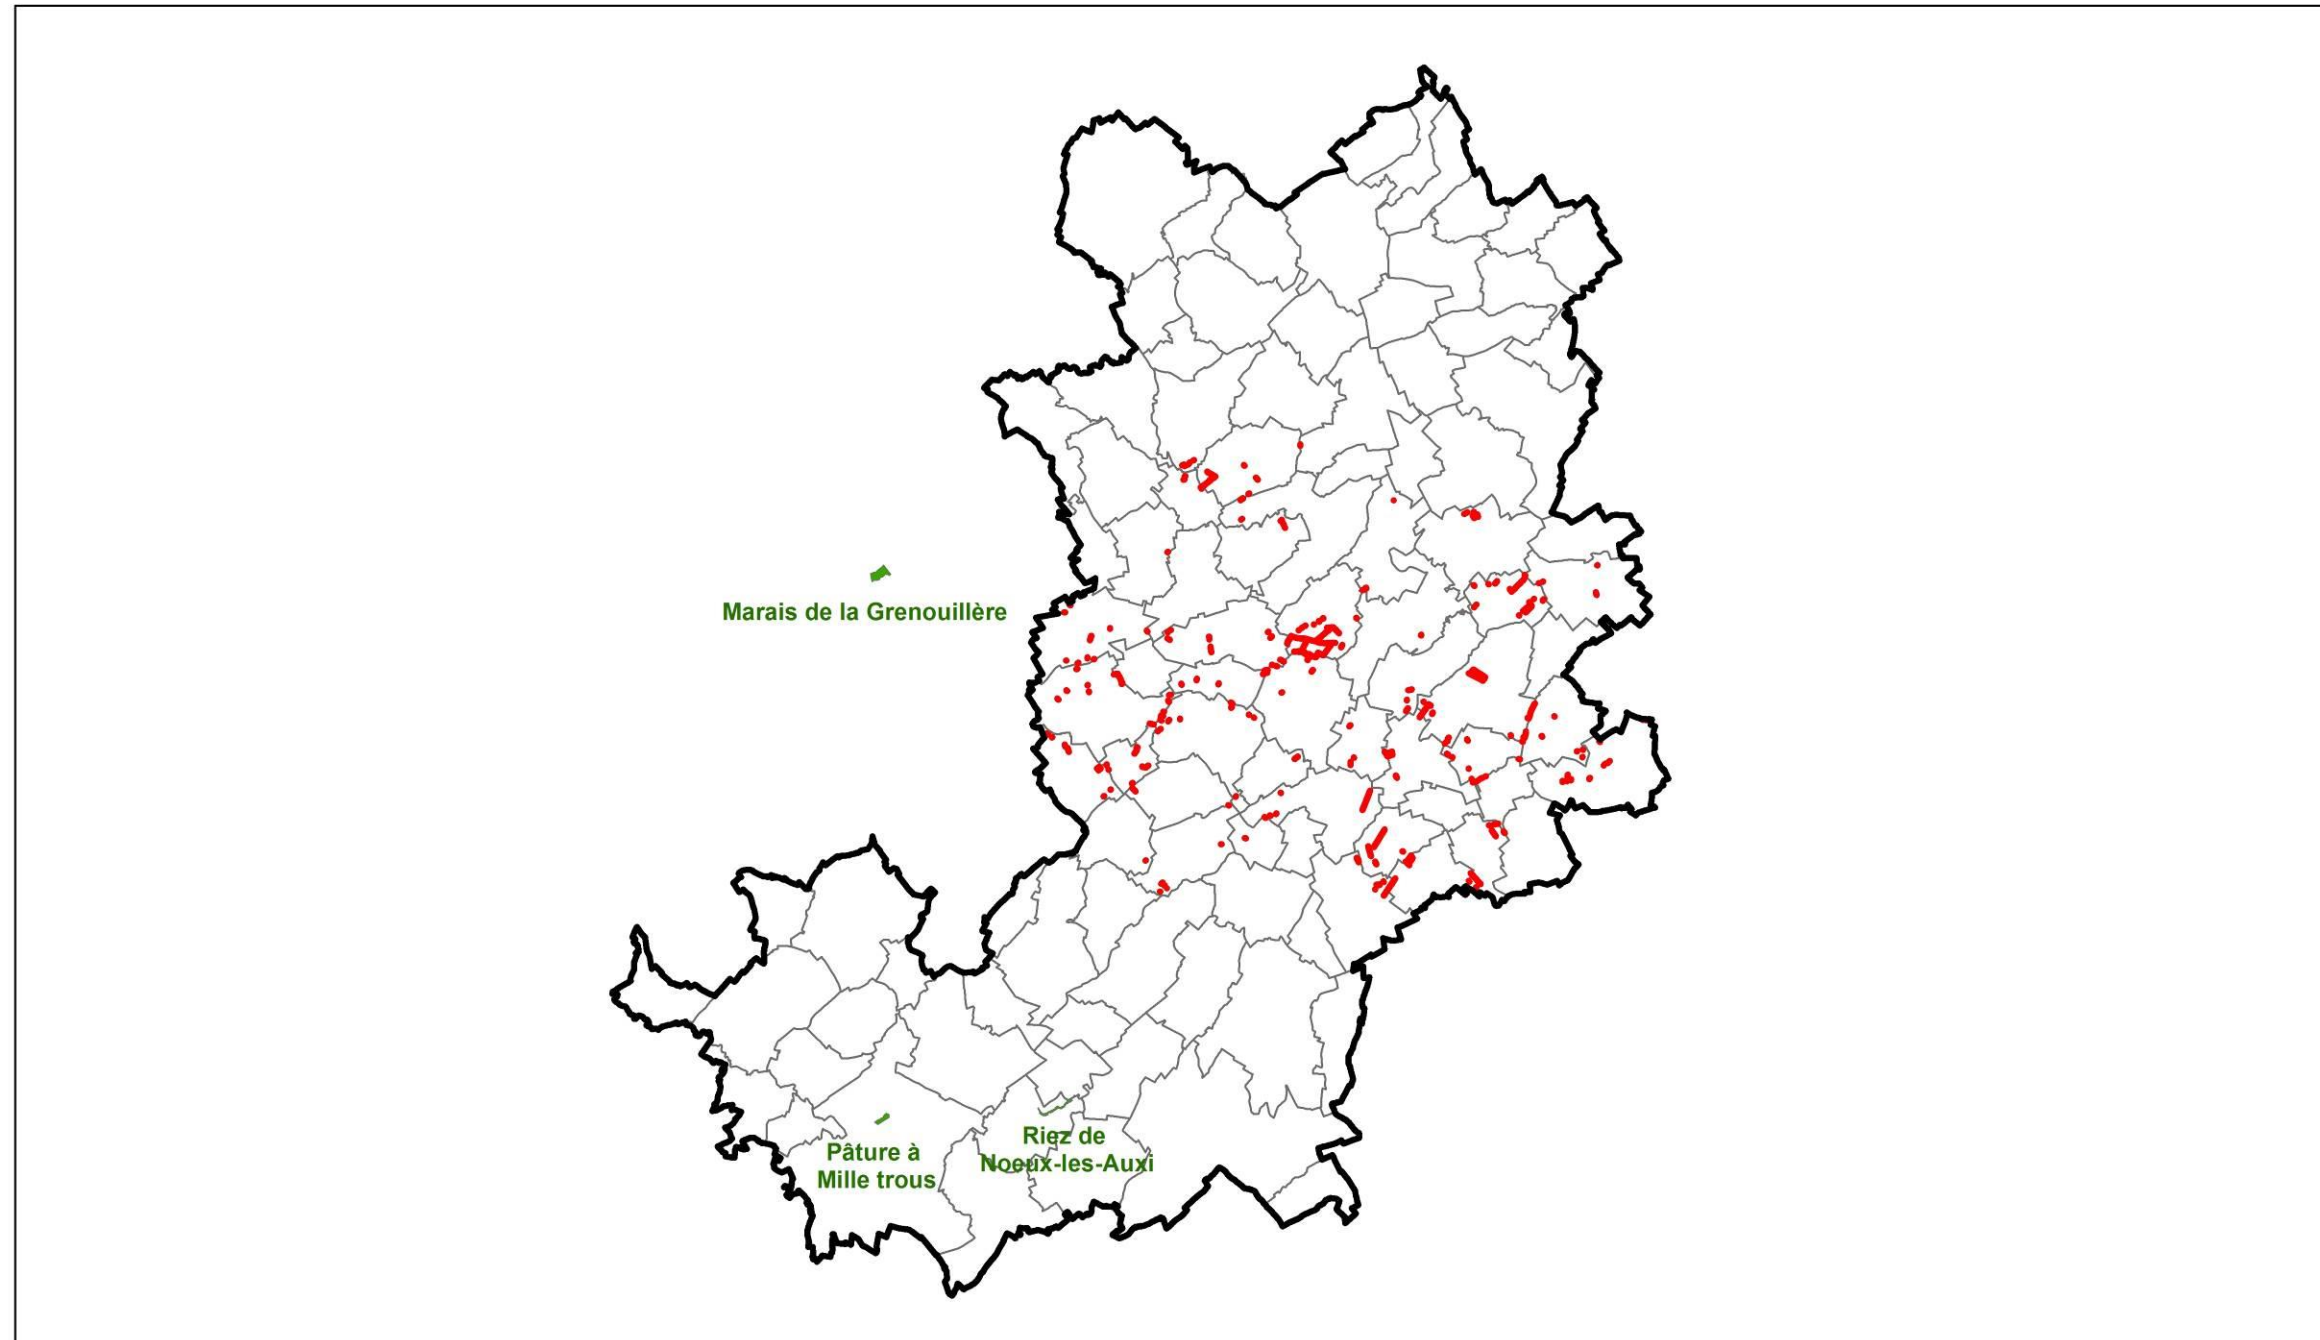 Marais de la Grenouillère
Pâture à
Mille trous
Riez de
Noeux-les-Auxi